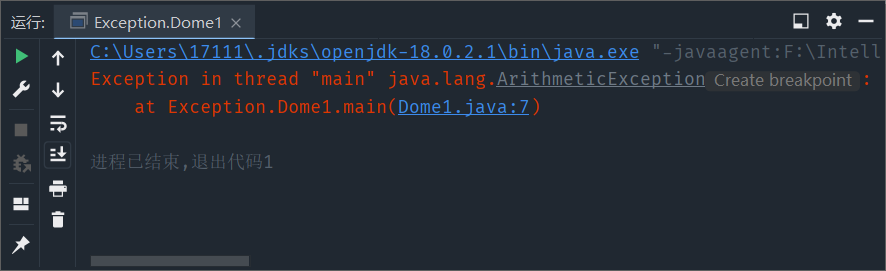 运行: Exception.Dome1
C:\Users\17111\.jdks\openjdk-18.0.2.1\bin\java.exe "-javaagent:F:\Intell
Exception in thread "main" java.lang.ArithmeticException Create breakpoint :
at Exception.Dome1.main(Dome1.java:7)
进程已结束,退出代码1